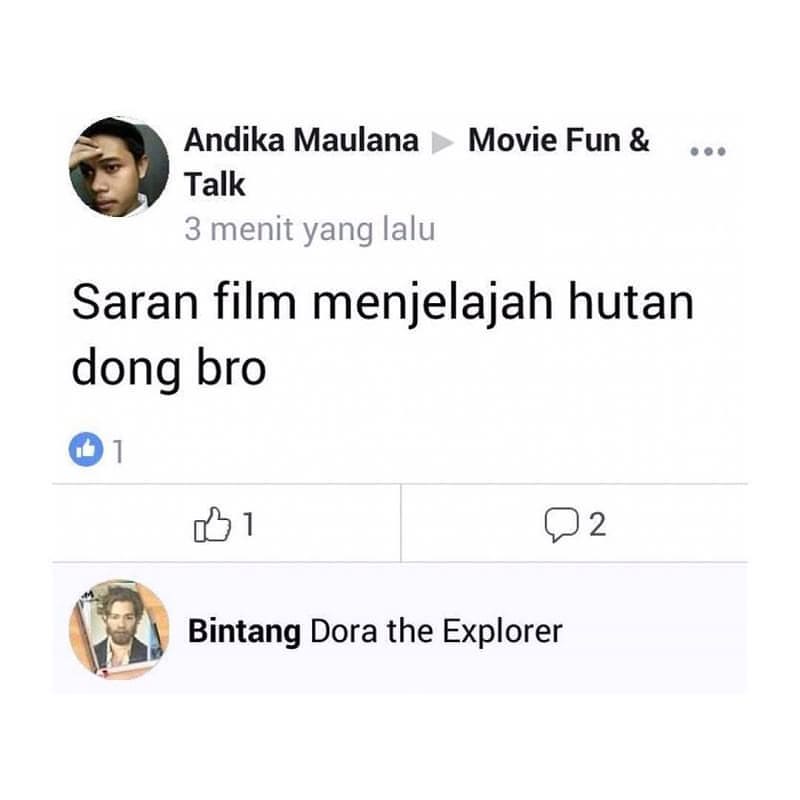 Andika Maulana ▶ Movie Fun &
Talk
3 menit yang lalu
Saran film menjelajah hutan
dong bro
1
1
2
Bintang Dora the Explorer